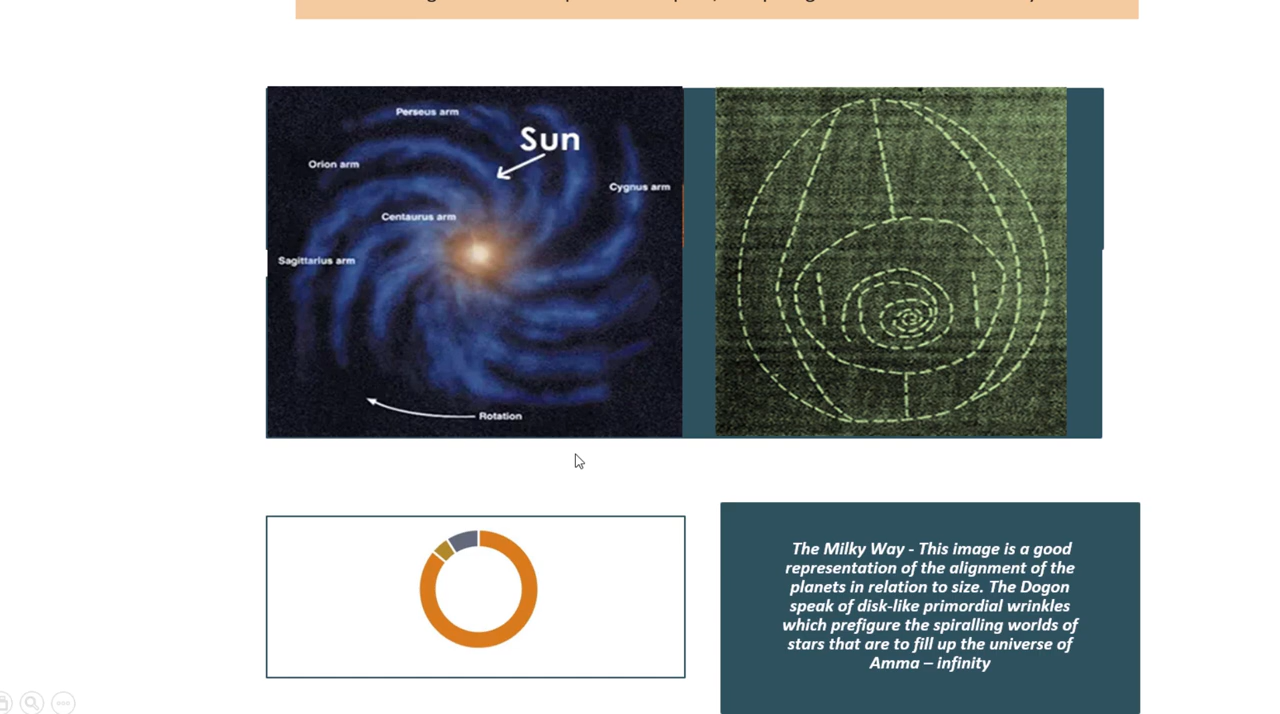 Perseus arm
Sun
Orion arm
Cygnus arm
Centaurus arm
Sagittarius arm
Rotation
The Milky Way - This image is a good
representation of the alignment of the
planets in relation to size. The Dogon
speak of disk-like primordial wrinkles
which prefigure the spiralling worlds of
stars that are to fill up the universe of
Amma – infinity